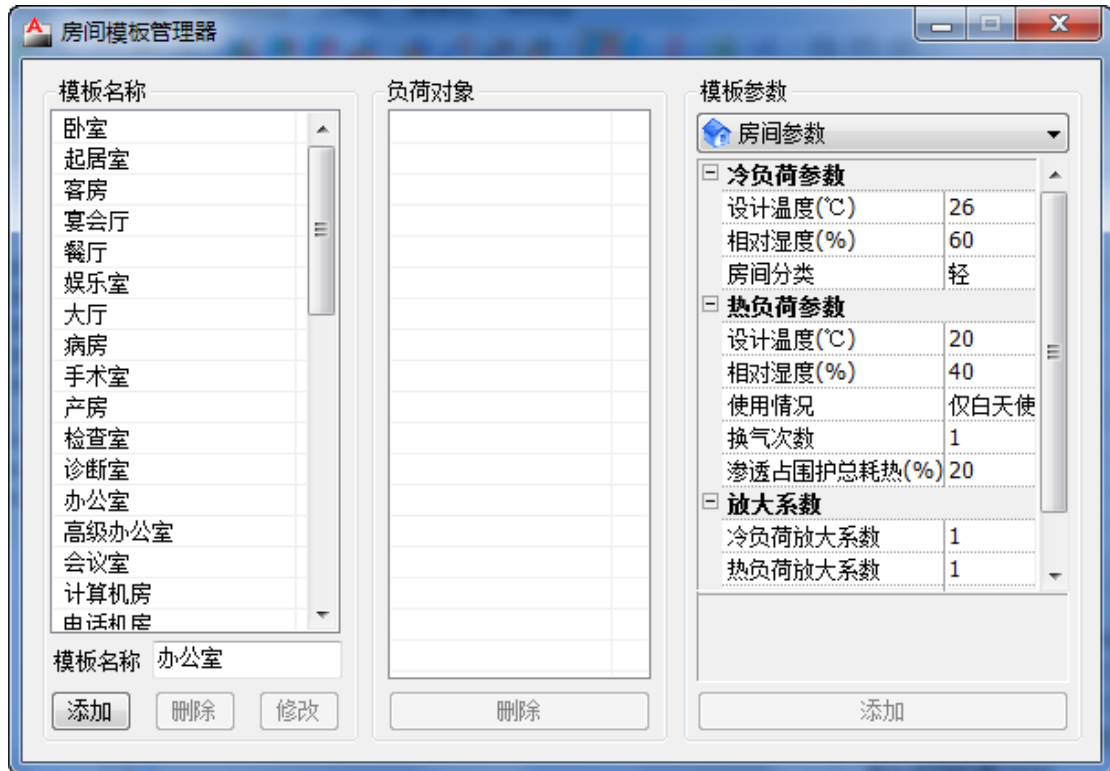 房间模板管理器
模板名称
卧室
起居室
客房
宴会厅
餐厅
娱乐室
大厅
病房
手术室
产房
检查室
诊断室
办公室
高级办公室
会议室
计算机房
电话机房
模板名称 办公室
添加 删除 修改
负荷对象
删除
模板参数
房间参数
冷负荷参数
设计温度(℃) 26
相对湿度(%) 60
房间分类 轻
热负荷参数
设计温度(℃) 20
相对湿度(%) 40
使用情况 仅白天使
换气次数 1
渗透占围护总耗热(%) 20
放大系数
冷负荷放大系数 1
热负荷放大系数 1
添加